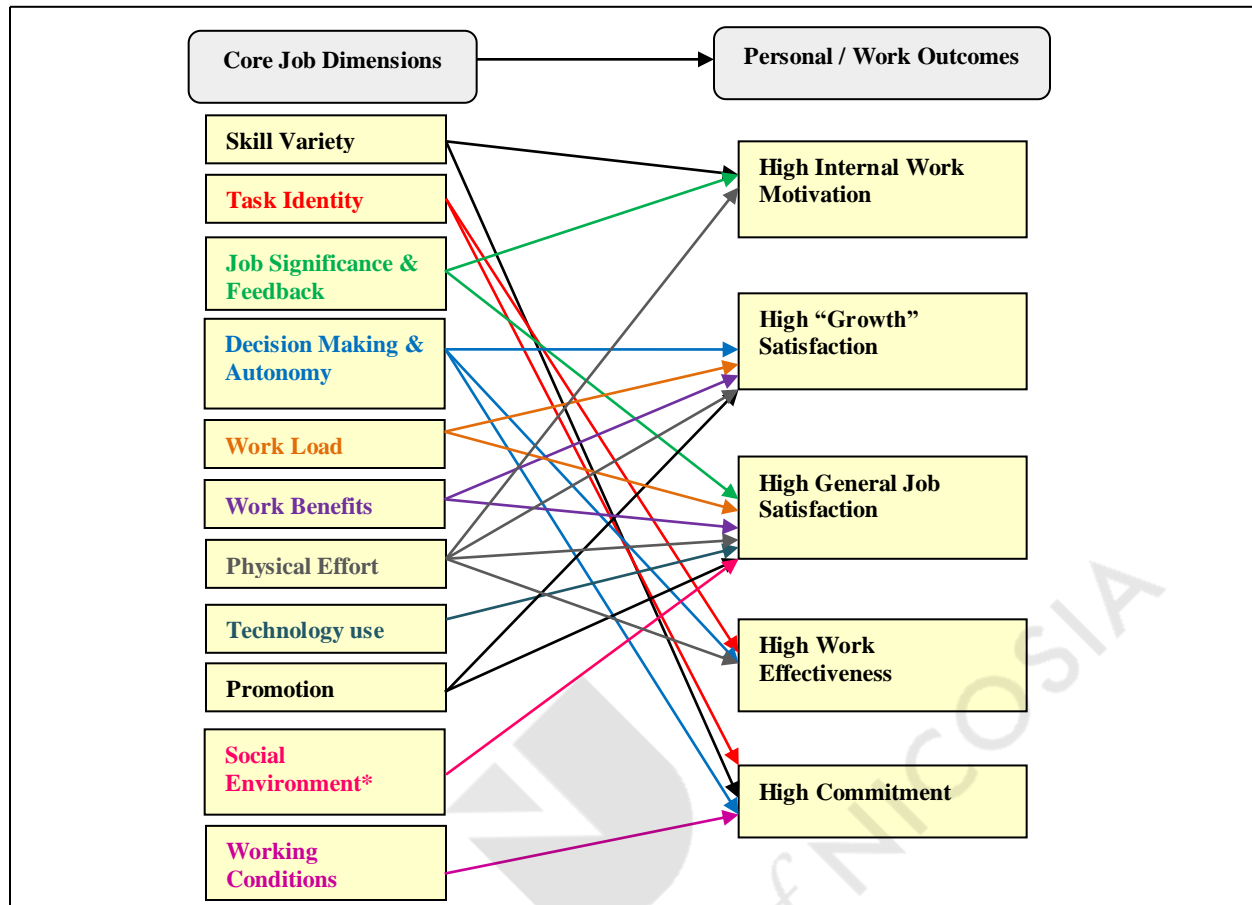 Core Job Dimensions
Personal / Work Outcomes
Skill Variety
Task Identity
Job Significance &
Feedback
Decision Making &
Autonomy
Work Load
Work Benefits
Physical Effort
Technology use
Promotion
Social
Environment*
Working
Conditions
High Internal Work
Motivation
High “Growth”
Satisfaction
High General Job
Satisfaction
High Work
Effectiveness
High Commitment
of NICOSIA